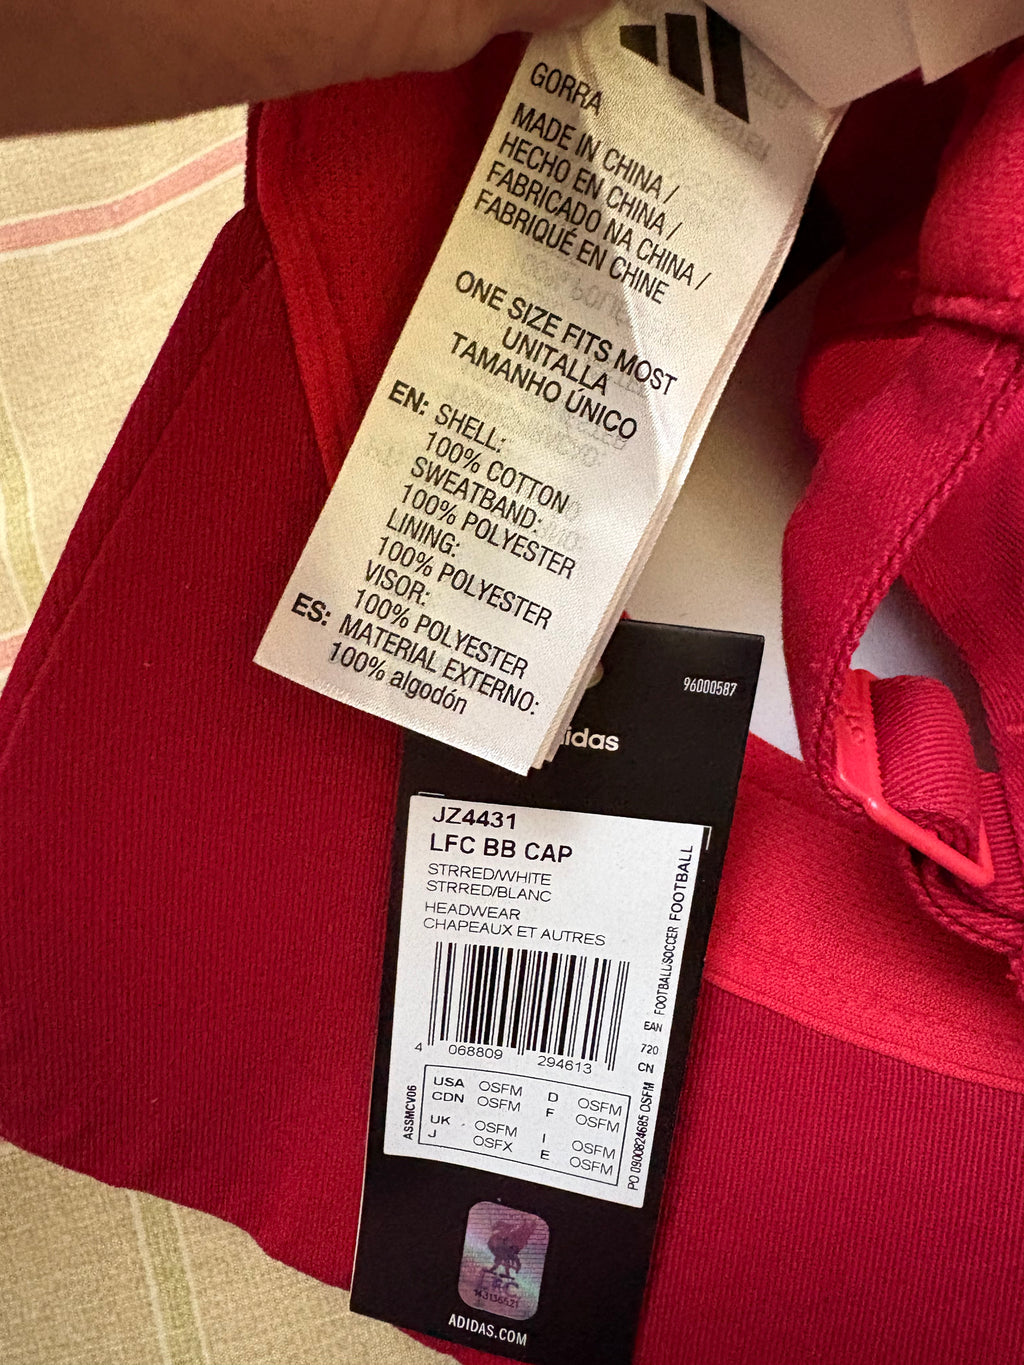 GORRA
MADE IN CHINA /
HECHO EN CHINA /
FABRICADO NA CHINA /
FABRIQUÉ EN CHINE
ONE SIZE FITS MOST
UNITALLA
TAMANHO ÚNICO
EN: SHELL:
100% COTTON
SWEATBAND:
100% POLYESTER
LINING:
100% POLYESTER
VISOR:
100% POLYESTER
ES: MATERIAL EXTERNO:
100% algodón
96000587
idas
JZ4431
LFC BB CAP
STRRED/WHITE
STRRED/BLANC
HEADWEAR
CHAPEAUX ET AUTRES
FOOTBALL/SOCCER FOOTBALL
4 068809 294613
EAN
720
CN
USA OSFM D OSFM
CDN OSFM F OSFM
UK OSFM I OSFM
J OSFX E OSFM
ASSMCV06
PO 0900824685 OSFM
LFC
ADIDAS.COM